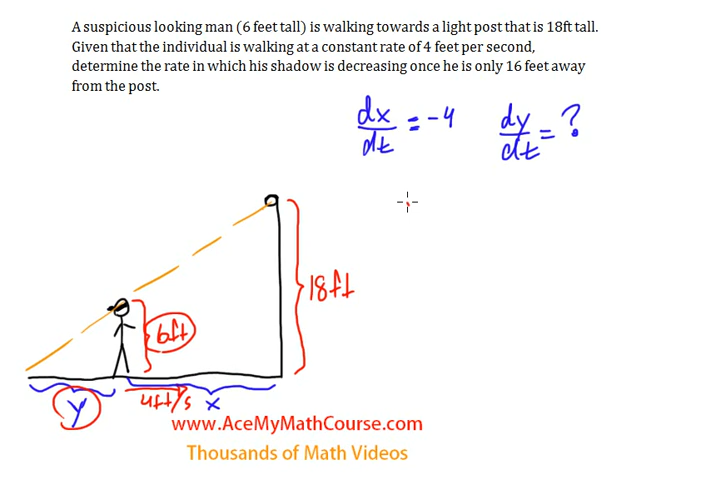 A suspicious looking man (6 feet tall) is walking towards a light post that is 18ft tall.
Given that the individual is walking at a constant rate of 4 feet per second,
determine the rate in which his shadow is decreasing once he is only 16 feet away
from the post.
dx/dt = -4 dy/dt = ?
18ft
6ft
y 4ft/s x
www.AceMyMathCourse.com
Thousands of Math Videos